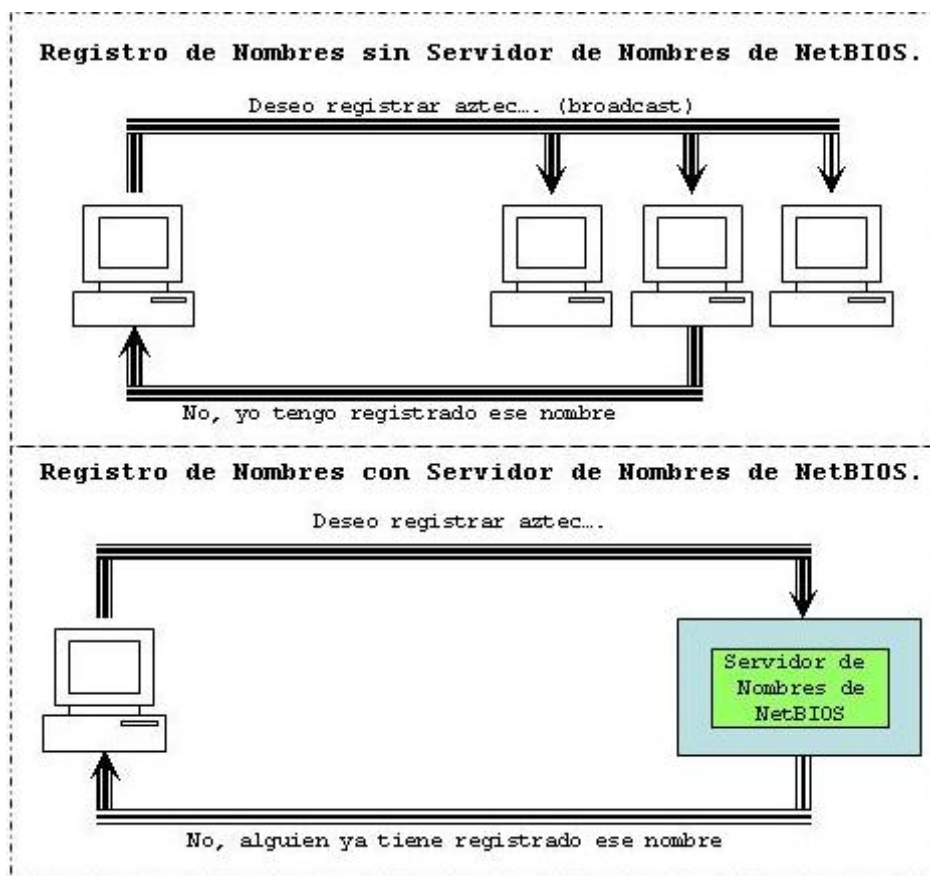 Registro de Nombres sin Servidor de Nombres de NetBIOS.
Deseo registrar aztec…. (broadcast)
No, yo tengo registrado ese nombre
Registro de Nombres con Servidor de Nombres de NetBIOS.
Deseo registrar aztec….
Servidor de
Nombres de
NetBIOS
No, alguien ya tiene registrado ese nombre